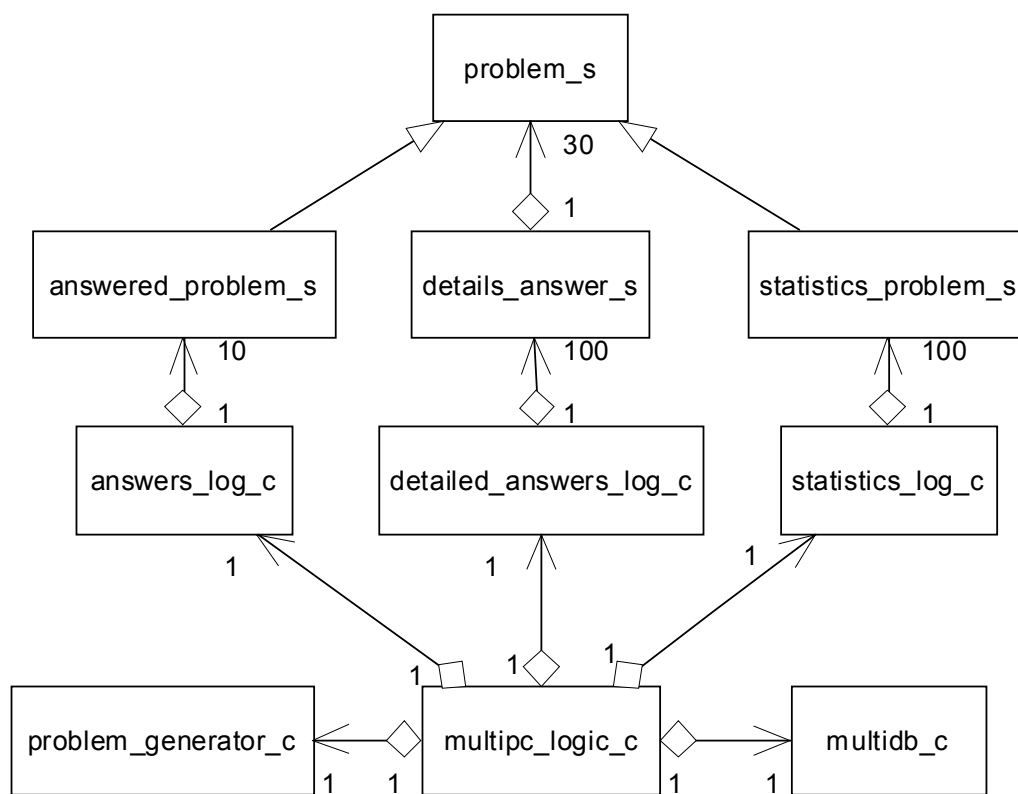 problem_s
30
1
answered_problem_s
details_answer_s
statistics_problem_s
10
100
100
1
1
1
answers_log_c
detailed_answers_log_c
statistics_log_c
1
1
1
1
1
1
problem_generator_c
multipc_logic_c
multidb_c
1
1
1
1